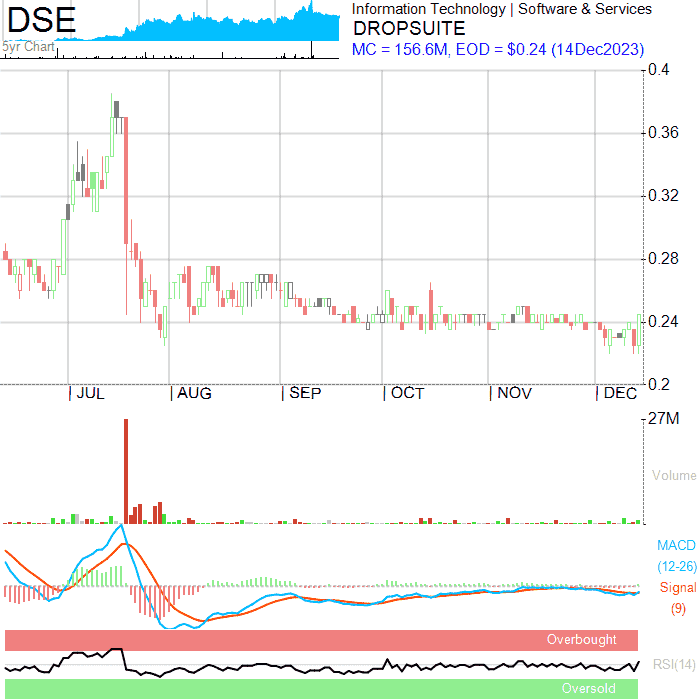 DSE
5yr Chart
Information Technology | Software & Services
DROPSUITE
MC = 156.6M, EOD = $0.24 (14Dec2023)
0.4
0.36
0.32
0.28
0.24
0.2
JUL AUG SEP OCT NOV DEC
27M
Volume
MACD
(12-26)
Signal
(9)
Overbought
RSI(14)
Oversold